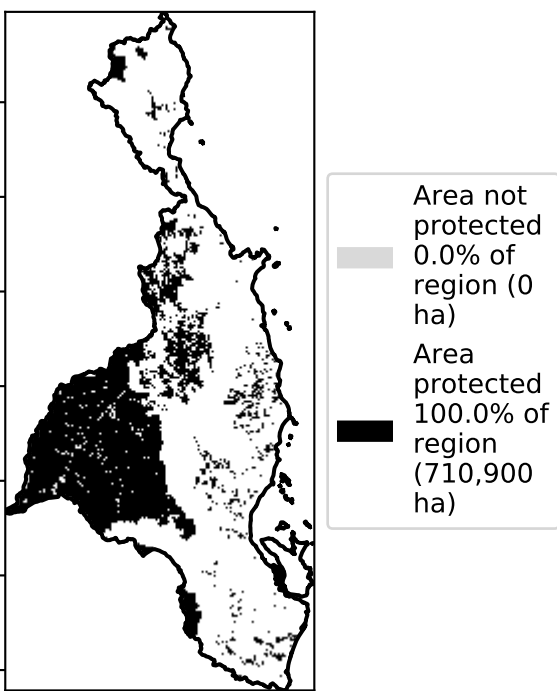 Area not
protected
0.0% of
region (0
ha)
Area
protected
100.0% of
region
(710,900
ha)